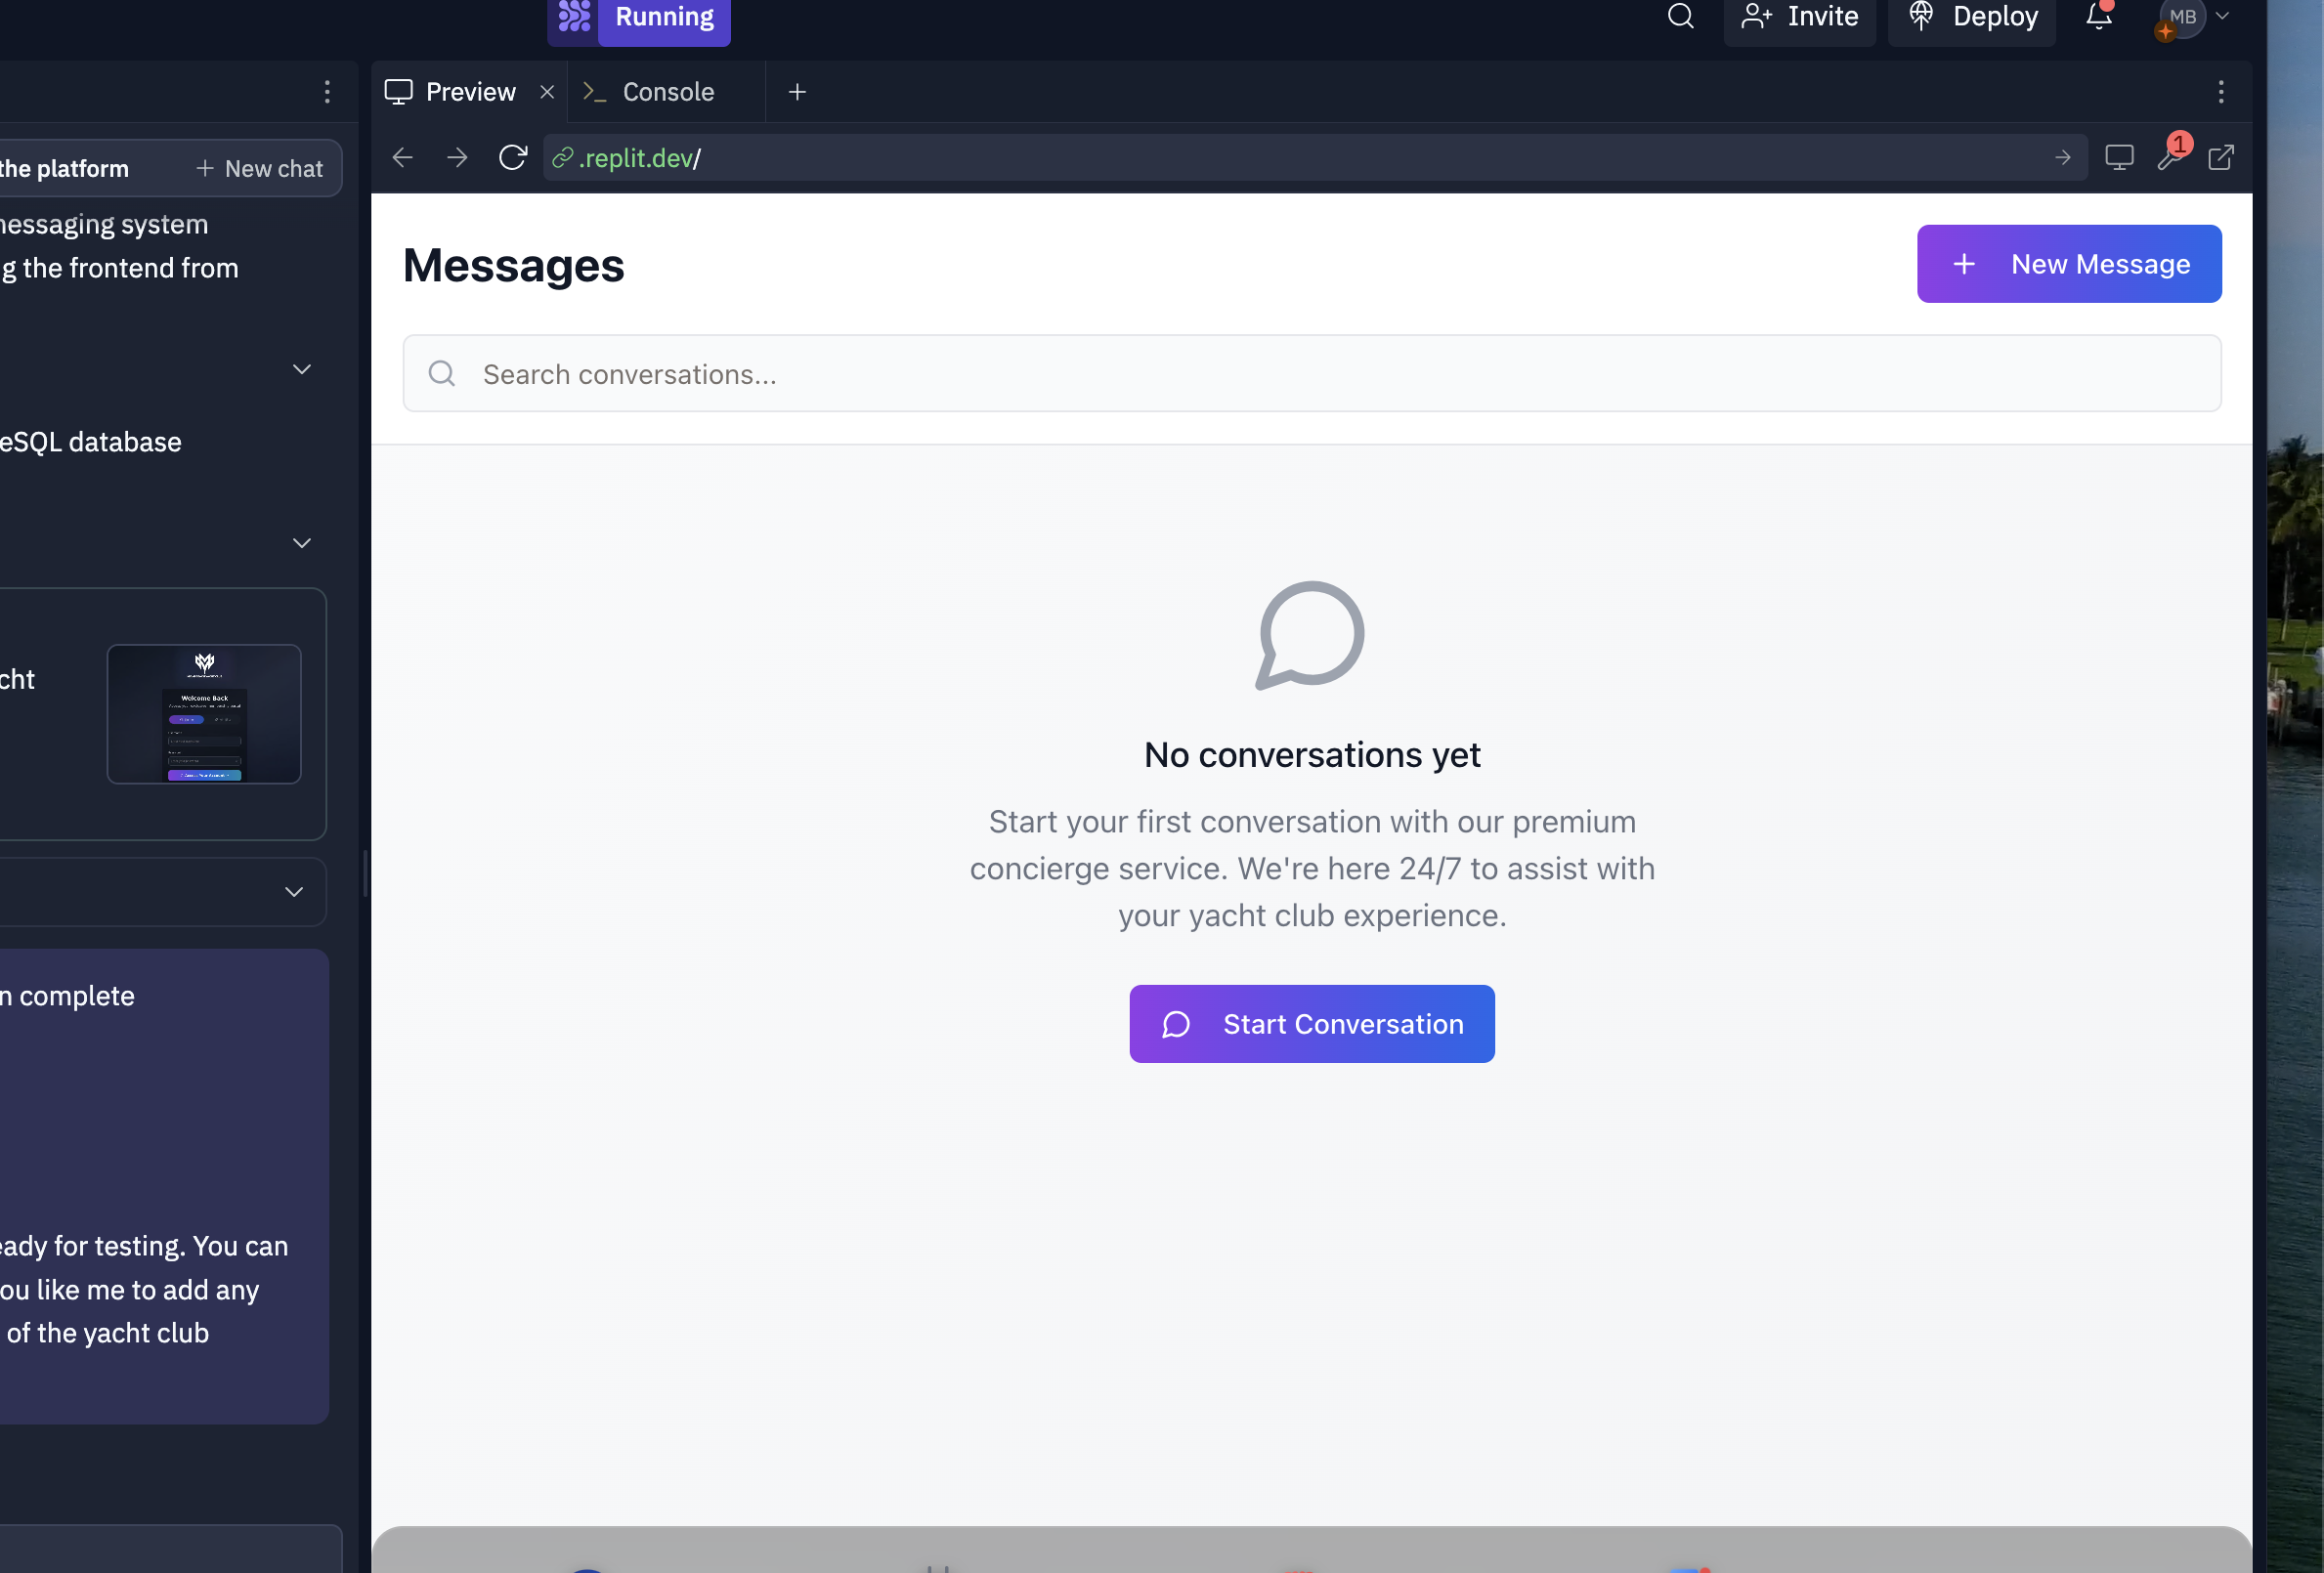 Running
Invite
Deploy
MB
Preview
Console
the platform
New chat
.replit.dev/
1
essaging system
g the frontend from
eSQL database
cht
Welcome Back
n complete
eady for testing. You can
ou like me to add any
of the yacht club
Messages
New Message
Search conversations...
No conversations yet
Start your first conversation with our premium
concierge service. We're here 24/7 to assist with
your yacht club experience.
Start Conversation